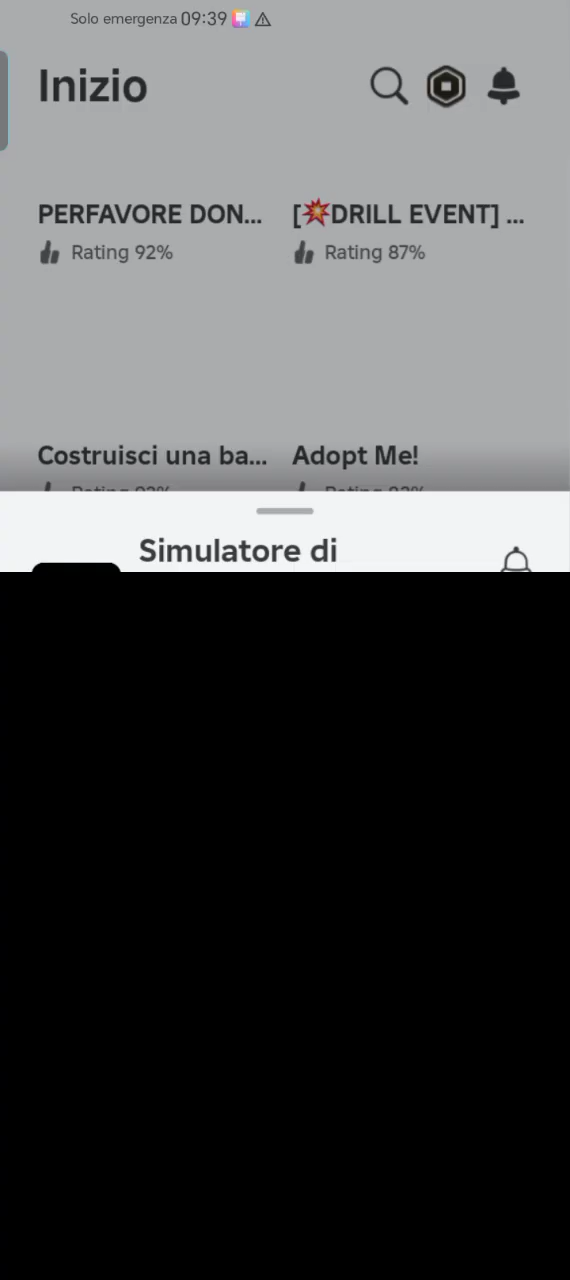 Solo emergenza 09:39
Inizio
PERFAVORE DON... [💥DRILL EVENT] ...
Rating 92% Rating 87%
Costruisci una ba... Adopt Me!
Simulatore di